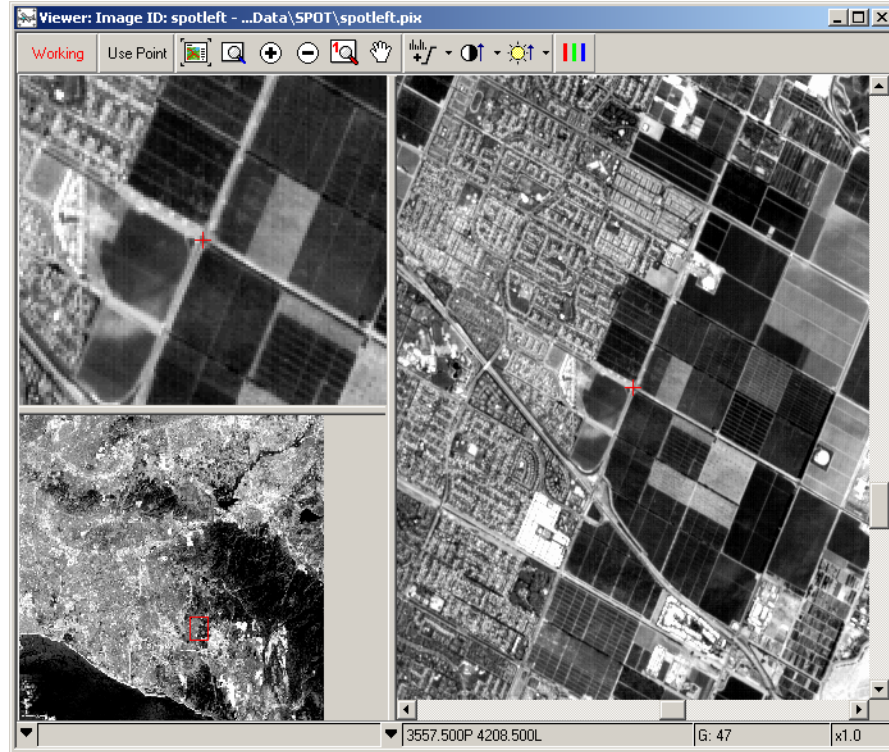 Viewer: Image ID: spotleft - ...Data\SPOT\spotleft.pix
Working Use Point
3557.500P 4208.500L G: 47 x1.0